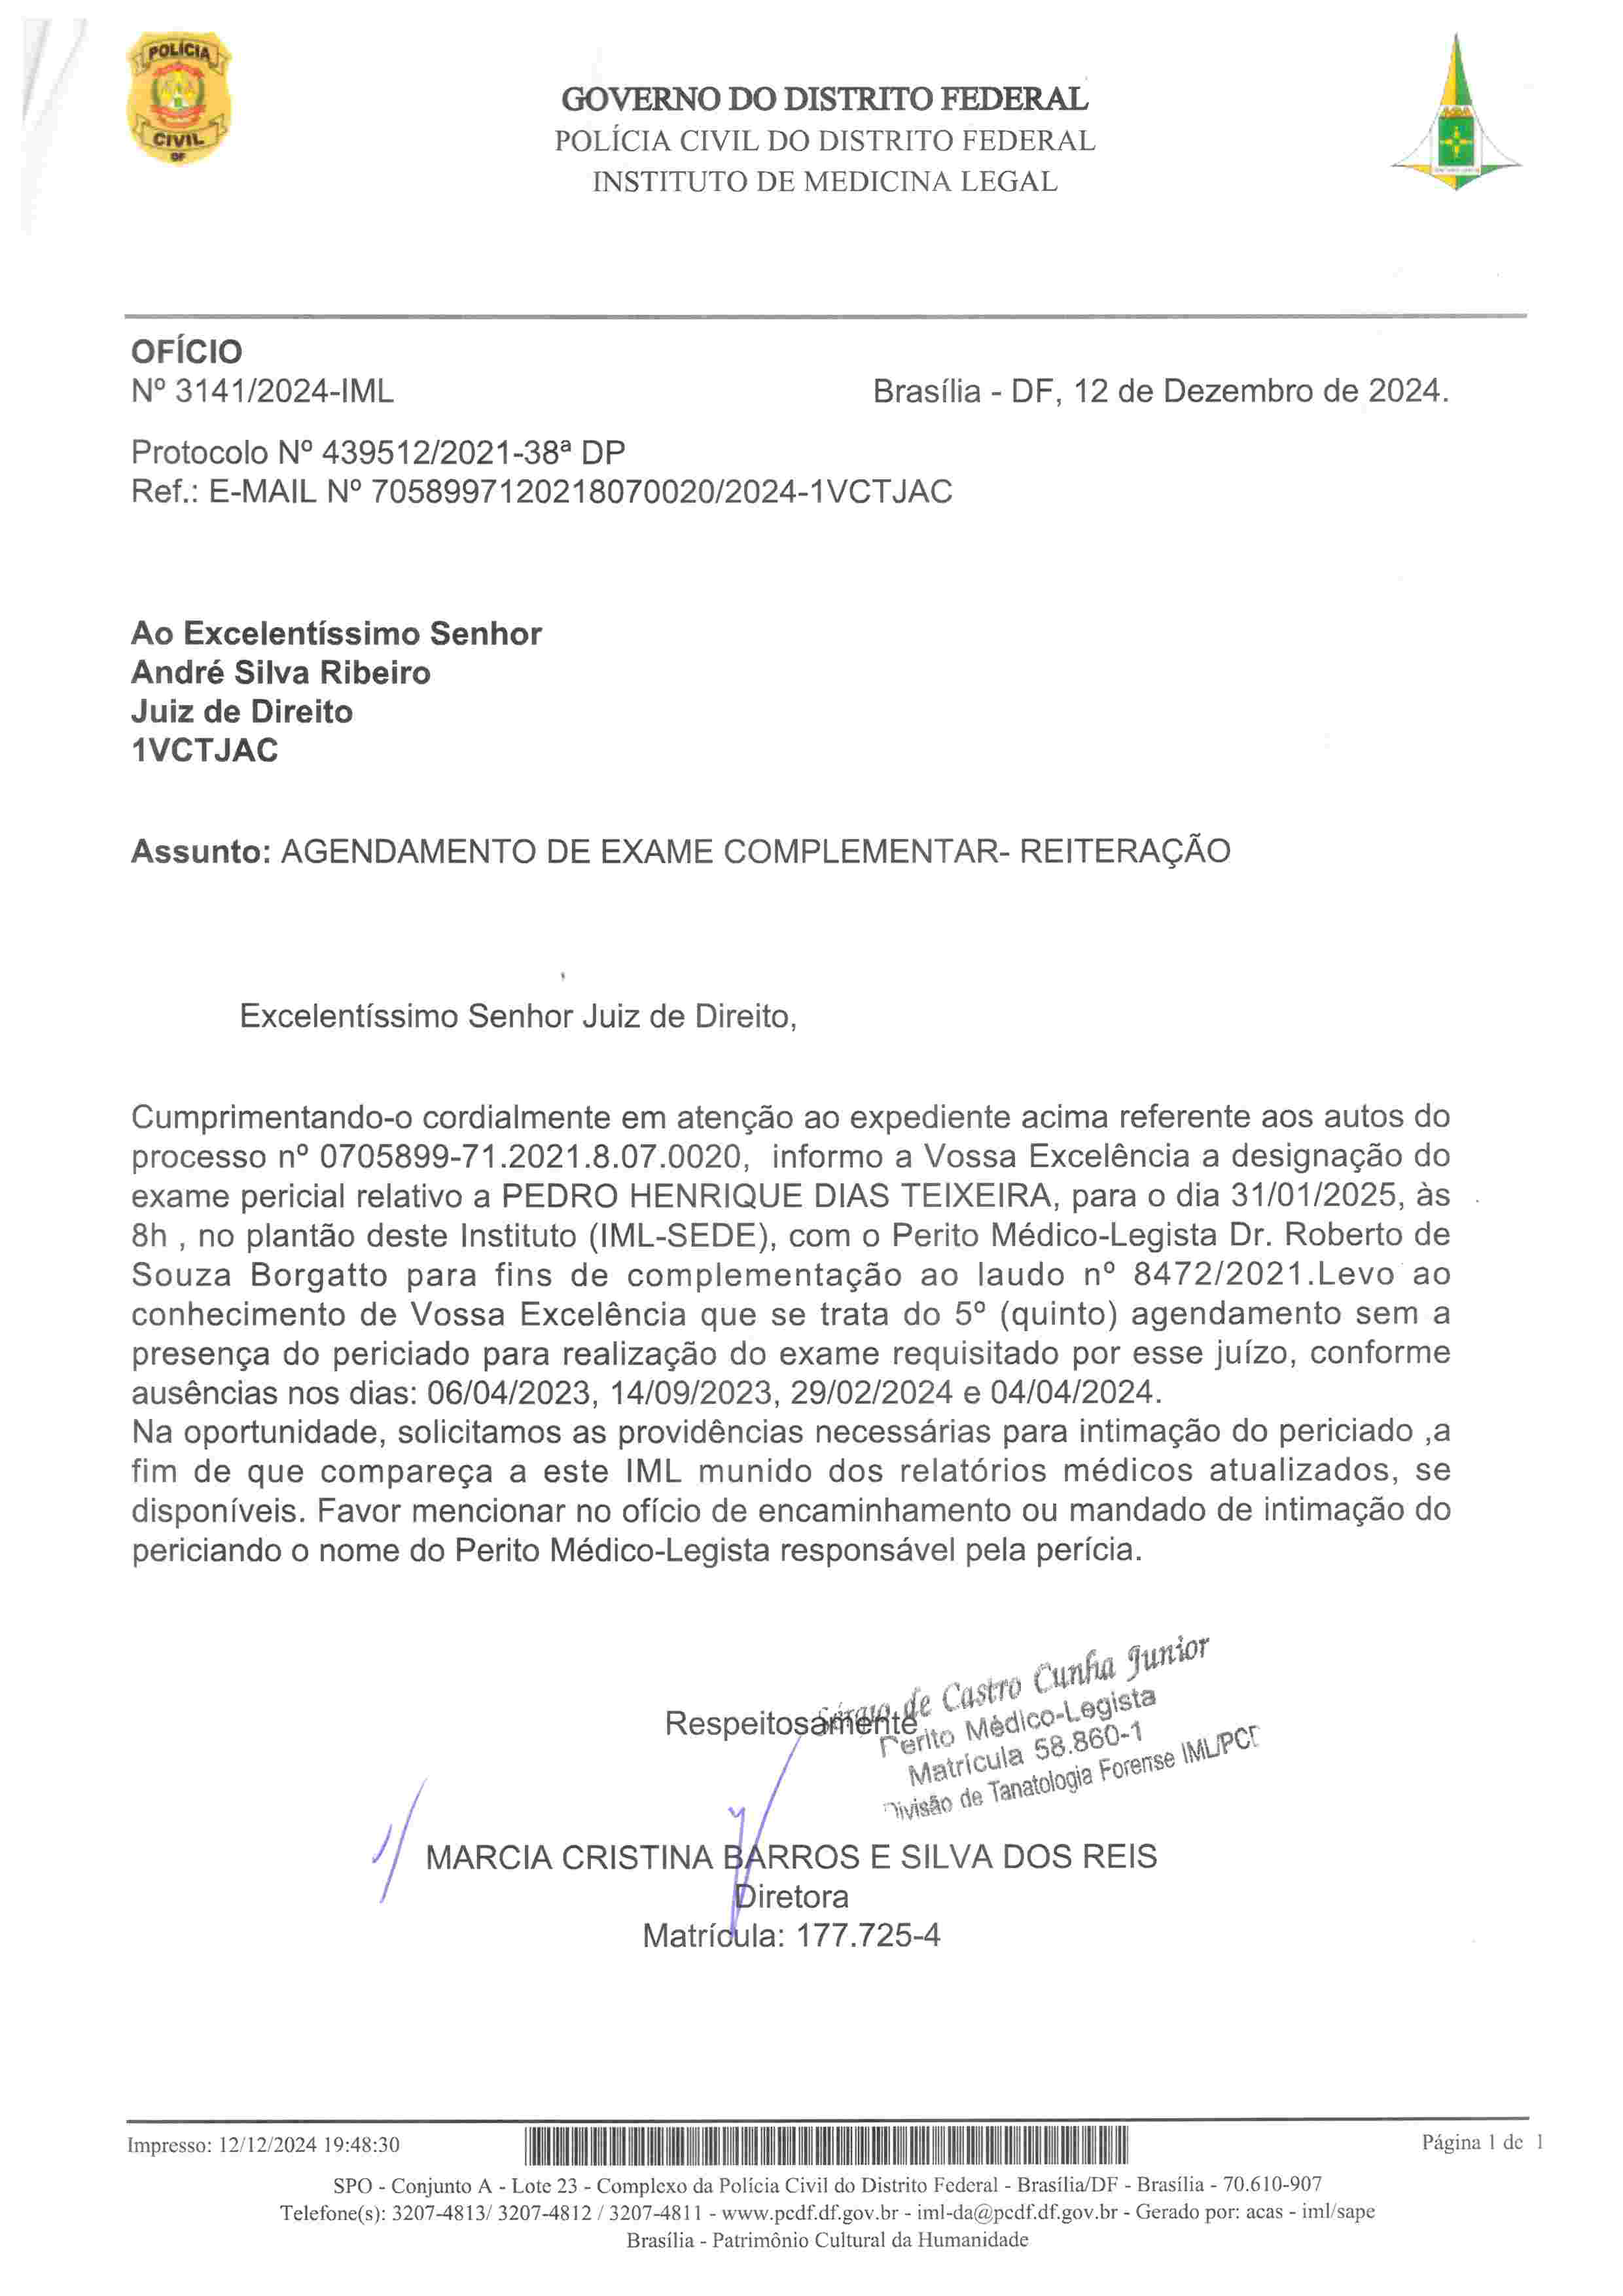 POLÍCIA
CIVIL
DF
GOVERNO DO DISTRITO FEDERAL
POLÍCIA CIVIL DO DISTRITO FEDERAL
INSTITUTO DE MEDICINA LEGAL
OFÍCIO
Nº 3141/2024-IML
Brasília - DF, 12 de Dezembro de 2024.
Protocolo Nº 439512/2021-38ª DP
Ref.: E-MAIL Nº 7058997120218070020/2024-1VCTJAC
Ao Excelentíssimo Senhor
André Silva Ribeiro
Juiz de Direito
1VCTJAC
Assunto: AGENDAMENTO DE EXAME COMPLEMENTAR- REITERAÇÃO
Excelentíssimo Senhor Juiz de Direito,
Cumprimentando-o cordialmente em atenção ao expediente acima referente aos autos do
processo nº 0705899-71.2021.8.07.0020, informo a Vossa Excelência a designação do
exame pericial relativo a PEDRO HENRIQUE DIAS TEIXEIRA, para o dia 31/01/2025, às
8h , no plantão deste Instituto (IML-SEDE), com o Perito Médico-Legista Dr. Roberto de
Souza Borgatto para fins de complementação ao laudo nº 8472/2021.Levo ao
conhecimento de Vossa Excelência que se trata do 5º (quinto) agendamento sem a
presença do periciado para realização do exame requisitado por esse juízo, conforme
ausências nos dias: 06/04/2023, 14/09/2023, 29/02/2024 e 04/04/2024.
Na oportunidade, solicitamos as providências necessárias para intimação do periciado ,a
fim de que compareça a este IML munido dos relatórios médicos atualizados, se
disponíveis. Favor mencionar no ofício de encaminhamento ou mandado de intimação do
periciando o nome do Perito Médico-Legista responsável pela perícia.
Respeitosamente
Sérgio de Castro Cunha Junior
Perito Médico-Legista
Matrícula 58.860-1
Divisão de Tanatologia Forense IML/PCD
MARCIA CRISTINA BARROS E SILVA DOS REIS
Diretora
Matrícula: 177.725-4
Impresso: 12/12/2024 19:48:30
Página 1 de 1
SPO - Conjunto A - Lote 23 - Complexo da Polícia Civil do Distrito Federal - Brasília/DF - Brasília - 70.610-907
Telefone(s): 3207-4813/ 3207-4812 / 3207-4811 - www.pcdf.df.gov.br - iml-da@pcdf.df.gov.br - Gerado por: acas - iml/sape
Brasília - Patrimônio Cultural da Humanidade